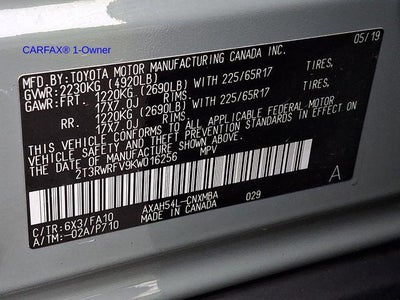 CARFAX® 1-Owner
MFD.BY:TOYOTA MOTOR MANUFACTURING CANADA INC. 05/19
GVWR:2230KG (4920LB)
GAWR:FRT. 1220KG (2690LB) WITH 225/65R17 TIRES.
17X7.0J RIMS.
RR. 1220KG (2690LB) WITH 225/65R17 TIRES.
17X7.0J RIMS.
THIS VEHICLE CONFORMS TO ALL APPLICABLE FEDERAL MOTOR
VEHICLE SAFETY STANDARDS IN EFFECT ON THE DATE OF
MANUFACTURE SHOWN ABOVE.
2T3RWRFV9KW016256 MPV
A
AXAH54L-CNXMBA 029
C/TR: 6X3/FA10 MADE IN CANADA
A/TM: -02A/P710